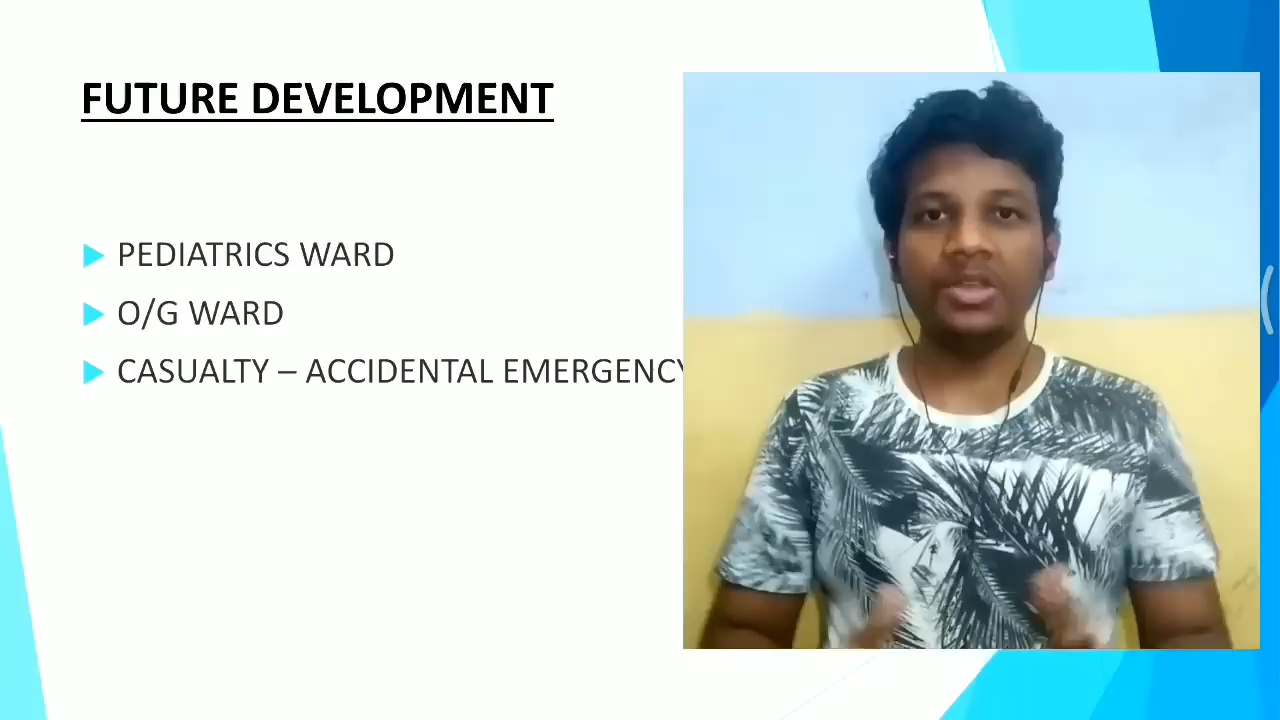 FUTURE DEVELOPMENT
PEDIATRICS WARD
O/G WARD
CASUALTY – ACCIDENTAL EMERGENCY